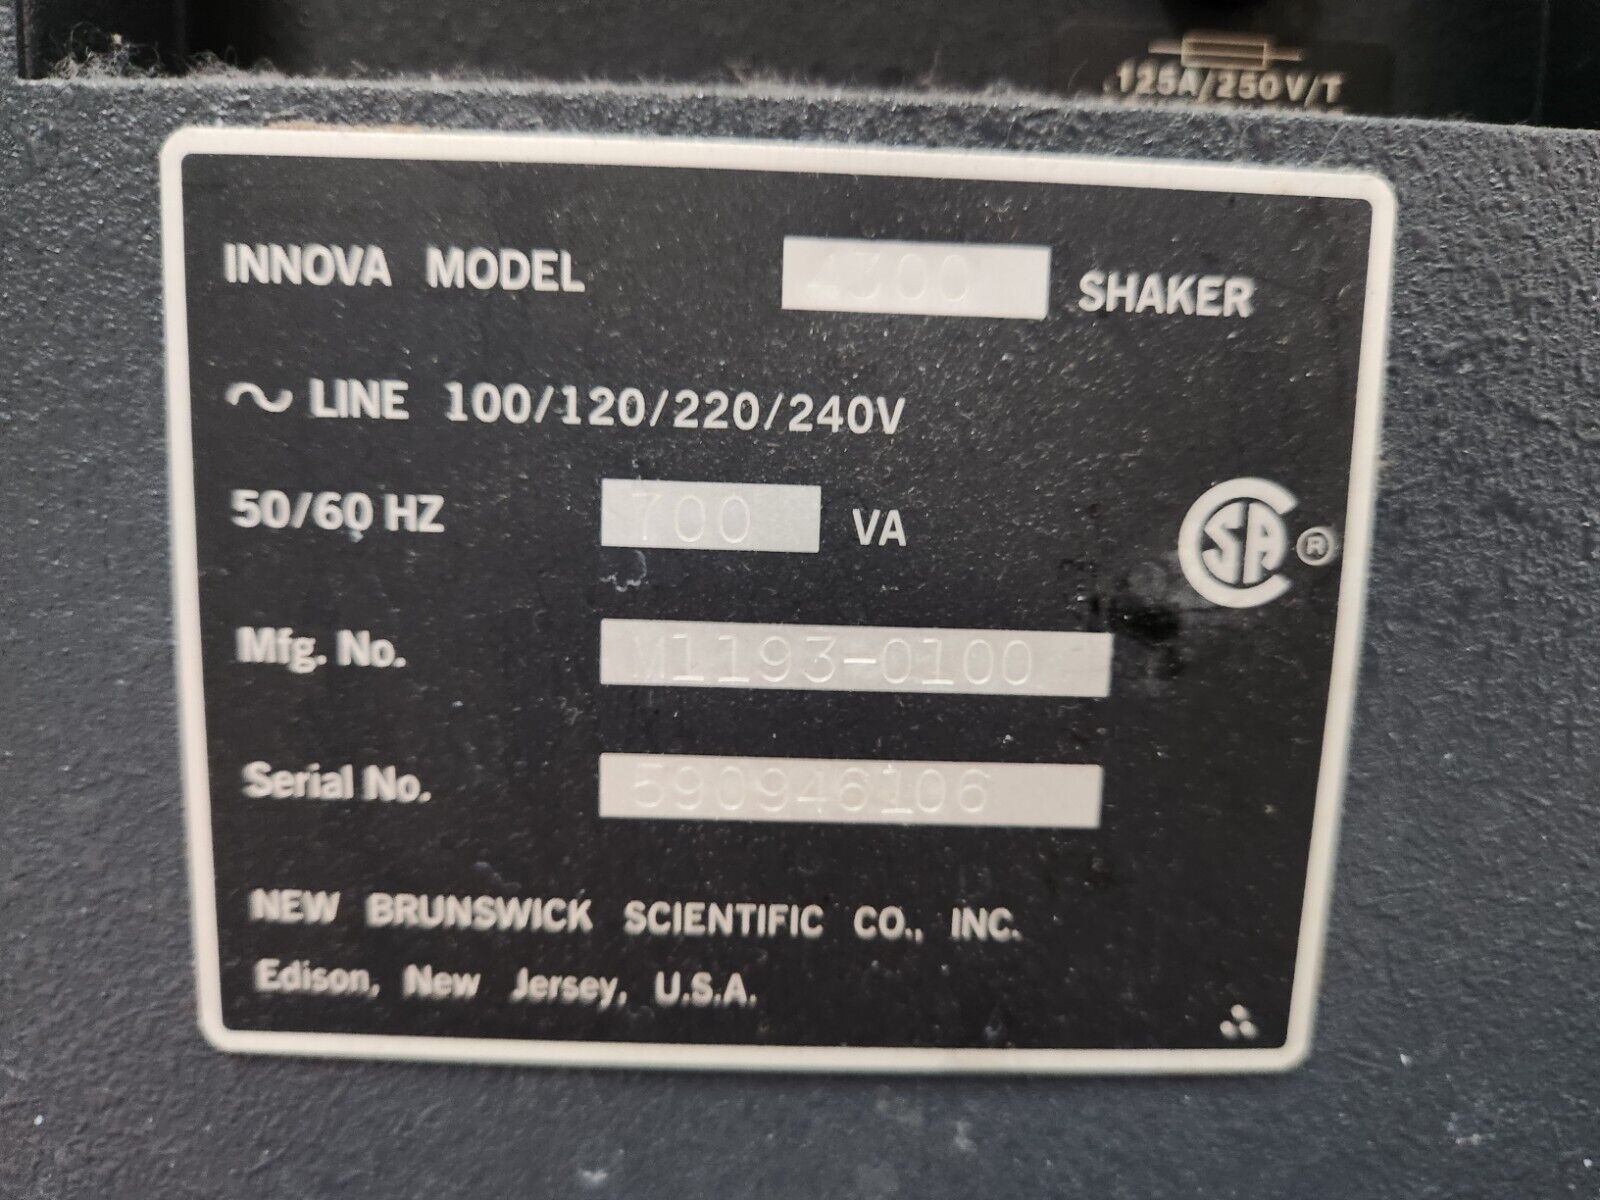 .125A/250V/T
INNOVA MODEL 4300 SHAKER
~ LINE 100/120/220/240V
50/60 HZ 700 VA
CSA ®
Mfg. No. M1193-0100
Serial No. 590946106
NEW BRUNSWICK SCIENTIFIC CO., INC.
Edison, New Jersey, U.S.A.